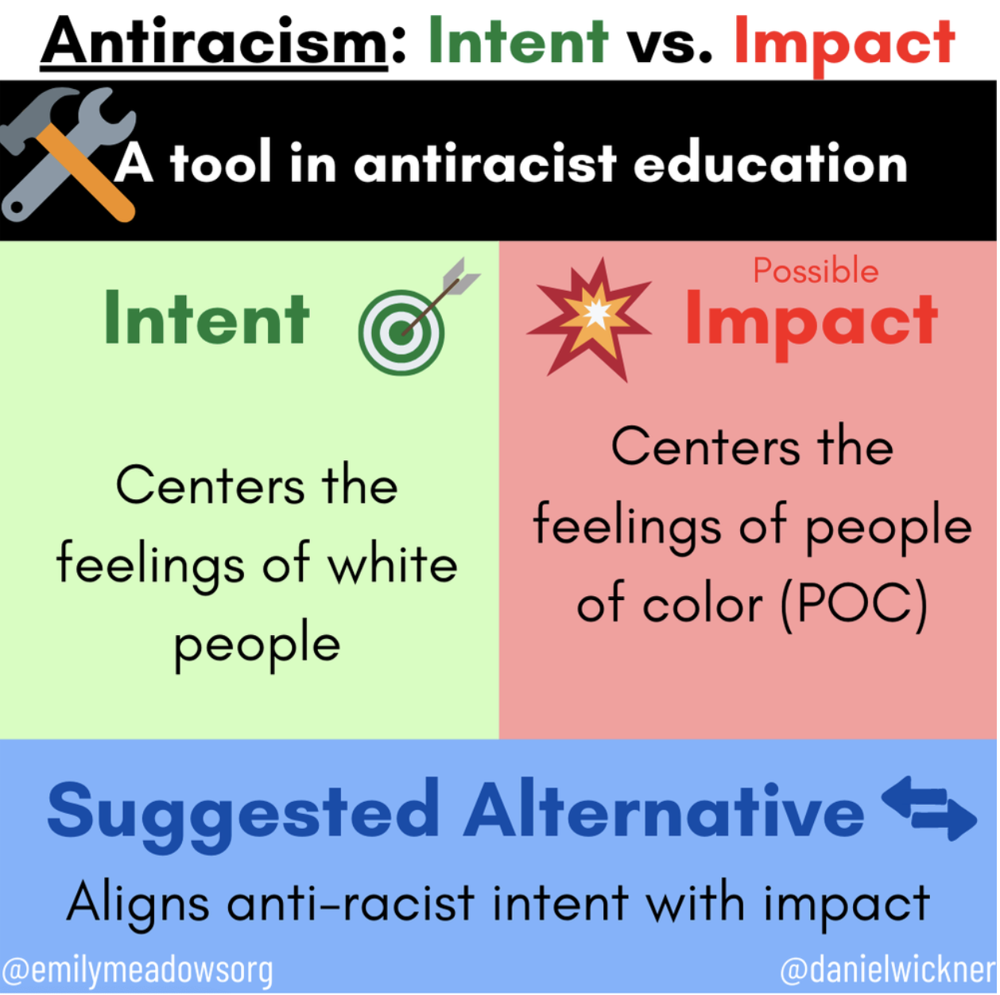 Antiracism: Intent vs. Impact
A tool in antiracist education
Intent
Centers the
feelings of white
people
Possible
Impact
Centers the
feelings of people
of color (POC)
Suggested Alternative
Aligns anti-racist intent with impact
@emilymeadowsorg
@danielwickner